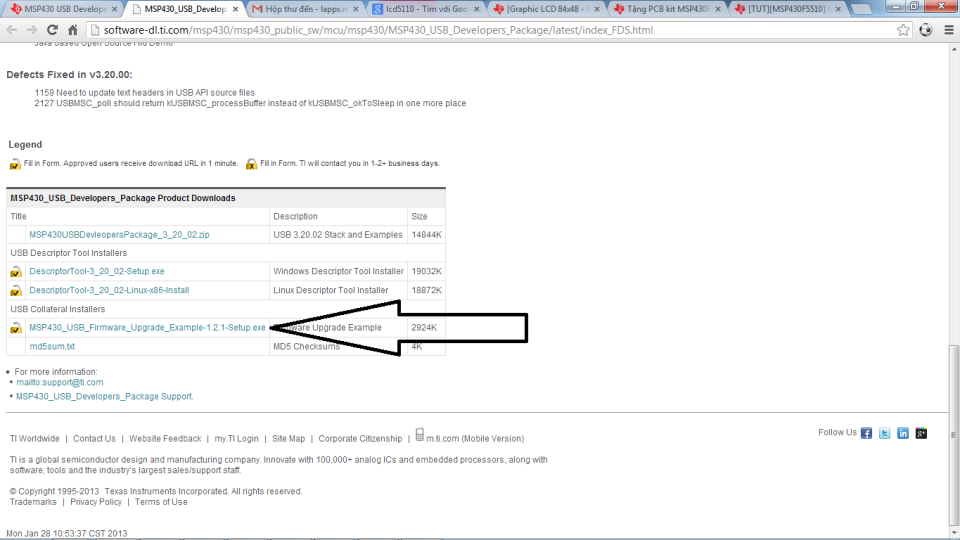 MSP430 USB Develope
MSP430_USB_Develop
Hộp thư đến - lappx.m
lcd5110 - Tìm với Goo
[Graphic LCD 84x48 -
Tặng PCB kit MSP430F
[TUT][MSP430F5510]
software-dl.ti.com/msp430/msp430_public_sw/mcu/msp430/MSP430_USB_Developers_Package/latest/index_FDS.html
Java Based Open Source Fild Demo
Defects Fixed in v3.20.00:
1159 Need to update text headers in USB API source files
2127 USBMSC_poll should return kUSBMSC_processBuffer instead of kUSBMSC_okToSleep in one more place
Legend
Fill in Form. Approved users receive download URL in 1 minute. Fill in Form. TI will contact you in 1-2+ business days.
MSP430_USB_Developers_Package Product Downloads
Title Description Size
MSP430USBDevleopersPackage_3_20_02.zip USB 3.20.02 Stack and Examples 14844K
USB Descriptor Tool Installers
DescriptorTool-3_20_02-Setup.exe Windows Descriptor Tool Installer 19032K
DescriptorTool-3_20_02-Linux-x86-Install Linux Descriptor Tool Installer 18872K
USB Collateral Installers
MSP430_USB_Firmware_Upgrade_Example-1.2.1-Setup.exe Firmware Upgrade Example 2924K
md5sum.txt MD5 Checksums 4K
For more information:
mailto:support@ti.com
MSP430_USB_Developers_Package Support.
TI Worldwide | Contact Us | Website Feedback | my.TI Login | Site Map | Corporate Citizenship | m.ti.com (Mobile Version)
Follow Us
TI is a global semiconductor design and manufacturing company. Innovate with 100,000+ analog ICs and embedded processors, along with
software, tools and the industry's largest sales/support staff.
© Copyright 1995-2013 Texas Instruments Incorporated. All rights reserved.
Trademarks | Privacy Policy | Terms of Use
Mon Jan 28 10:53:37 CST 2013